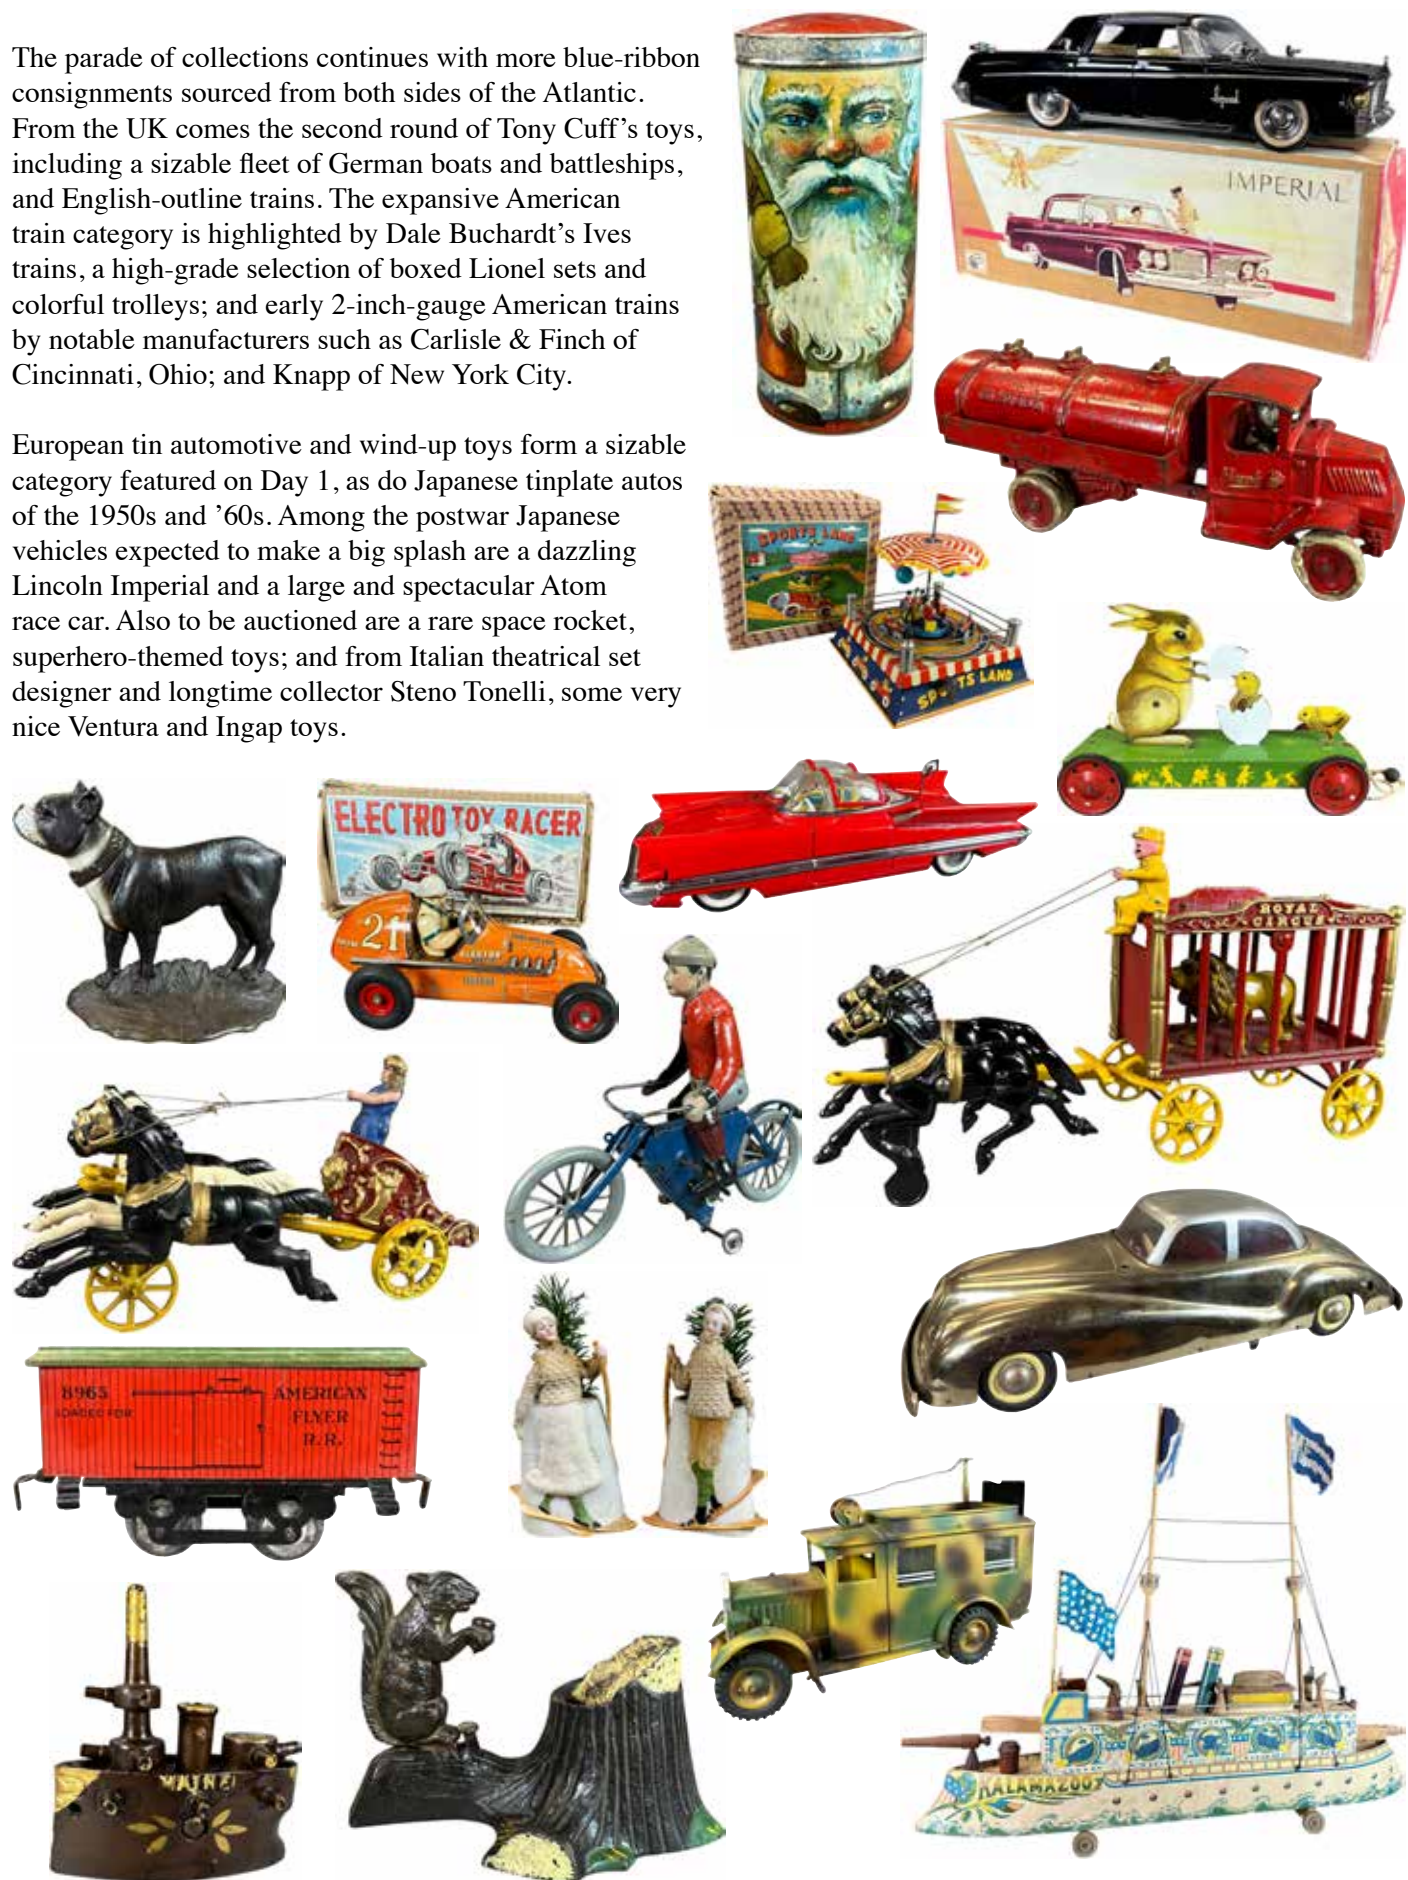 The parade of collections continues with more blue-ribbon
consignments sourced from both sides of the Atlantic.
From the UK comes the second round of Tony Cuff’s toys,
including a sizable fleet of German boats and battleships,
and English-outline trains. The expansive American
train category is highlighted by Dale Buchardt’s Ives
trains, a high-grade selection of boxed Lionel sets and
colorful trolleys; and early 2-inch-gauge American trains
by notable manufacturers such as Carlisle & Finch of
Cincinnati, Ohio; and Knapp of New York City.
European tin automotive and wind-up toys form a sizable
category featured on Day 1, as do Japanese tinplate autos
of the 1950s and ’60s. Among the postwar Japanese
vehicles expected to make a big splash are a dazzling
Lincoln Imperial and a large and spectacular Atom
race car. Also to be auctioned are a rare space rocket,
superhero-themed toys; and from Italian theatrical set
designer and longtime collector Steno Tonelli, some very
nice Ventura and Ingap toys.
Imperial
IMPERIAL
SPORTS LAND
SPORTS LAND
ELECTRO TOY RACER
21
ROYAL
CIRCUS
8965
LOADED FOR
AMERICAN
FLYER
R.R.
MAINE
KALAMAZOO